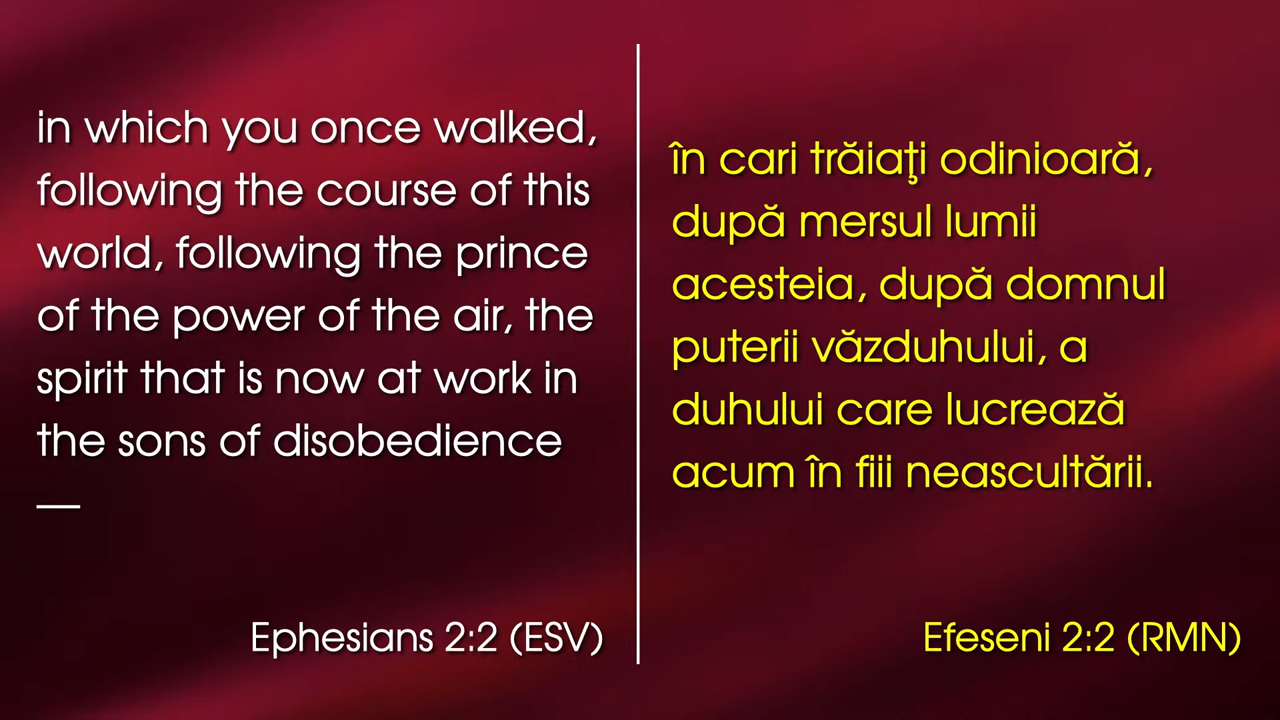 in which you once walked,
following the course of this
world, following the prince
of the power of the air, the
spirit that is now at work in
the sons of disobedience
—
Ephesians 2:2 (ESV)
în cari trăiaţi odinioară,
după mersul lumii
acesteia, după domnul
puterii văzduhului, a
duhului care lucrează
acum în fiii neascultării.
Efeseni 2:2 (RMN)